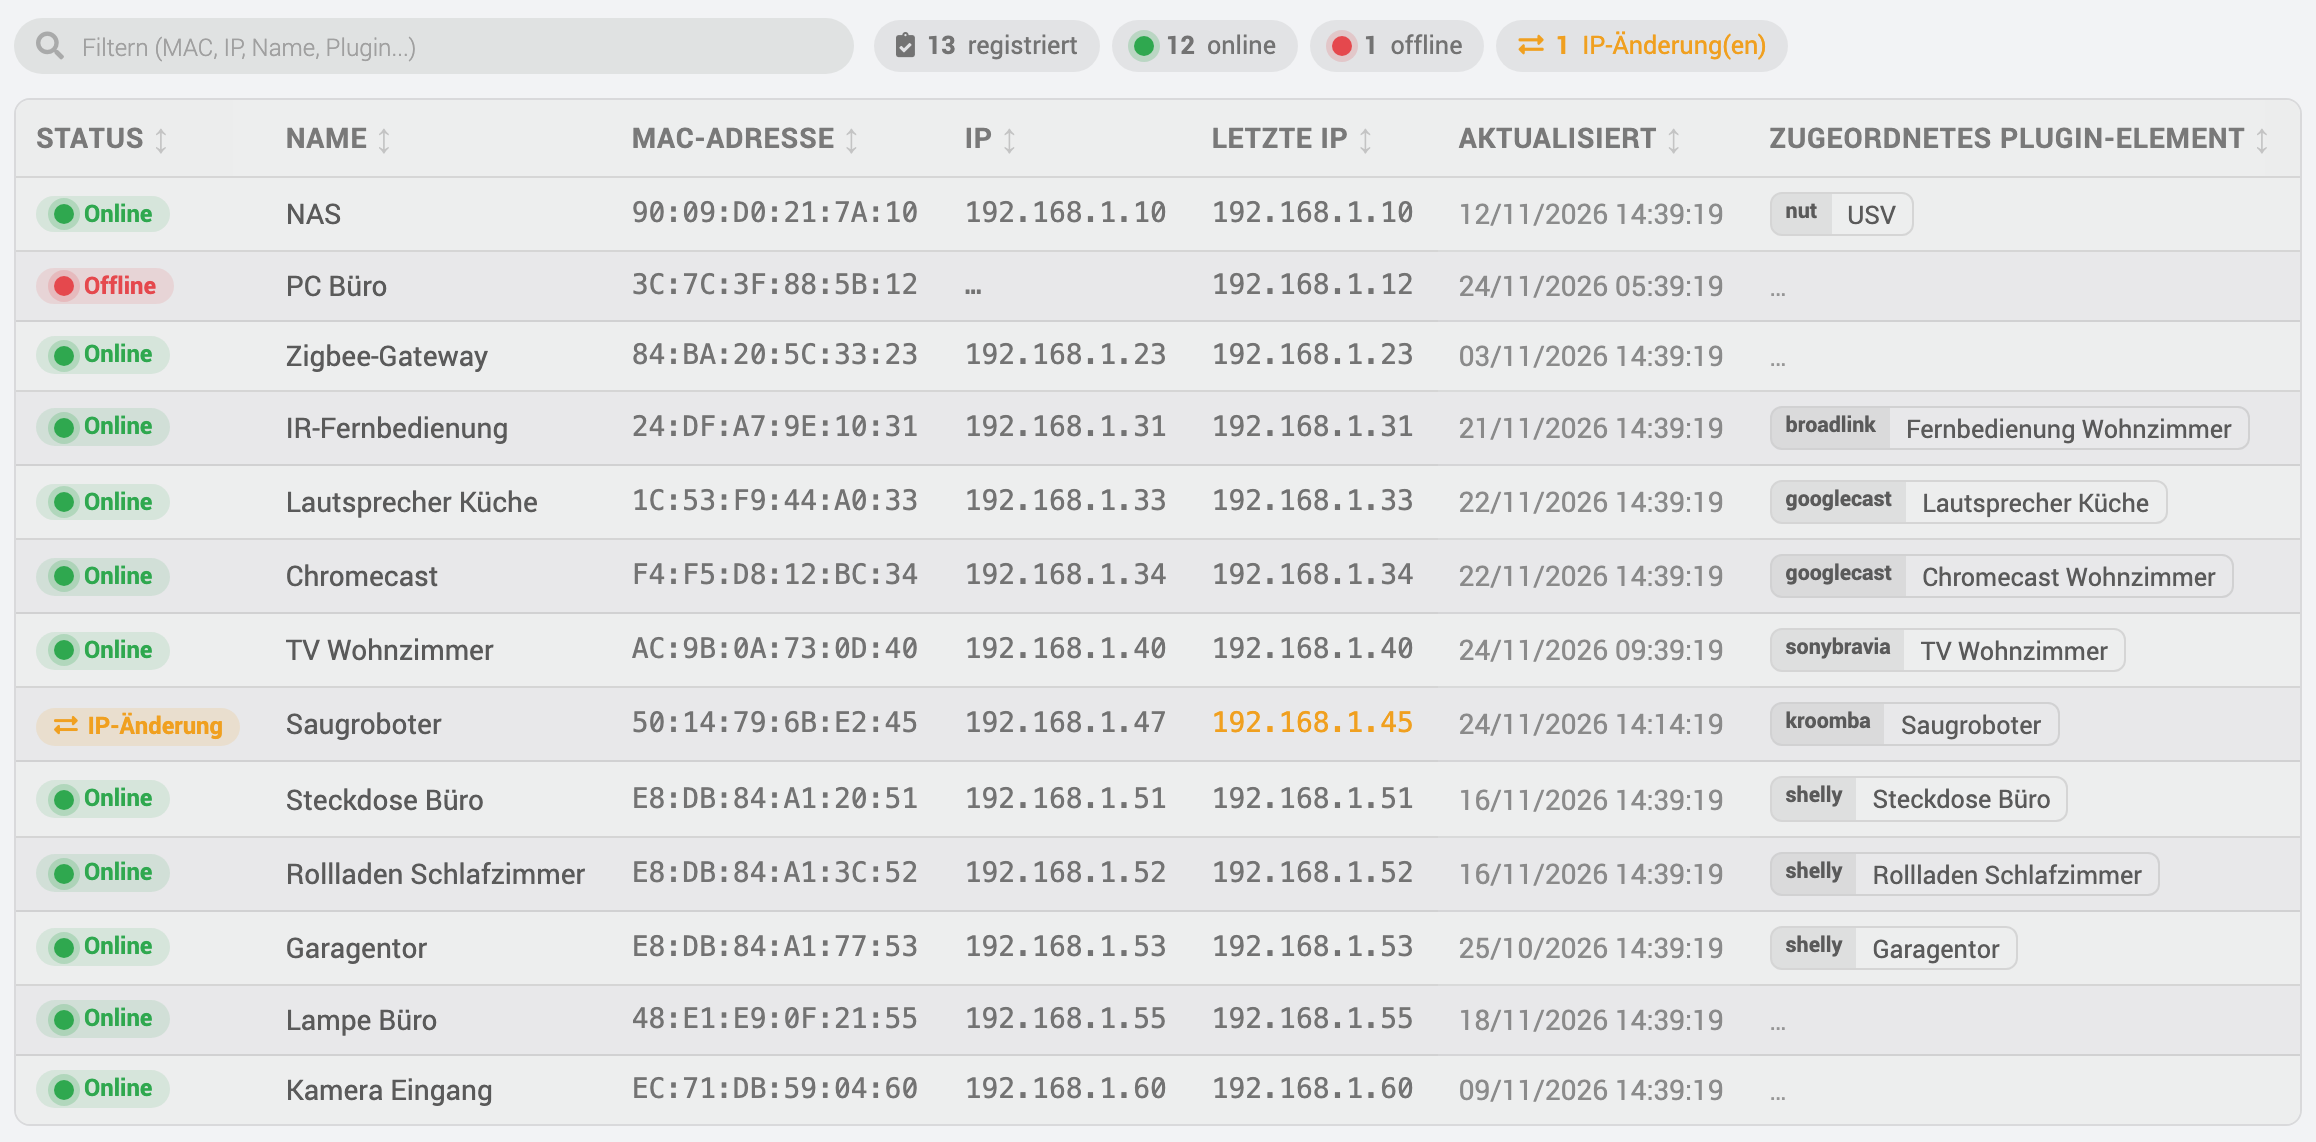 Filtern (MAC, IP, Name, Plugin...) 13 registriert 12 online 1 offline 1 IP-Änderung(en)
STATUS NAME MAC-ADRESSE IP LETZTE IP AKTUALISIERT ZUGEORDNETES PLUGIN-ELEMENT
Online NAS 90:09:D0:21:7A:10 192.168.1.10 192.168.1.10 12/11/2026 14:39:19 nut USV
Offline PC Büro 3C:7C:3F:88:5B:12 … 192.168.1.12 24/11/2026 05:39:19 ...
Online Zigbee-Gateway 84:BA:20:5C:33:23 192.168.1.23 192.168.1.23 03/11/2026 14:39:19 ...
Online IR-Fernbedienung 24:DF:A7:9E:10:31 192.168.1.31 192.168.1.31 21/11/2026 14:39:19 broadlink Fernbedienung Wohnzimmer
Online Lautsprecher Küche 1C:53:F9:44:A0:33 192.168.1.33 192.168.1.33 22/11/2026 14:39:19 googlecast Lautsprecher Küche
Online Chromecast F4:F5:D8:12:BC:34 192.168.1.34 192.168.1.34 22/11/2026 14:39:19 googlecast Chromecast Wohnzimmer
Online TV Wohnzimmer AC:9B:0A:73:0D:40 192.168.1.40 192.168.1.40 24/11/2026 09:39:19 sonybravia TV Wohnzimmer
IP-Änderung Saugroboter 50:14:79:6B:E2:45 192.168.1.47 192.168.1.45 24/11/2026 14:14:19 kroomba Saugroboter
Online Steckdose Büro E8:DB:84:A1:20:51 192.168.1.51 192.168.1.51 16/11/2026 14:39:19 shelly Steckdose Büro
Online Rollladen Schlafzimmer E8:DB:84:A1:3C:52 192.168.1.52 192.168.1.52 16/11/2026 14:39:19 shelly Rollladen Schlafzimmer
Online Garagentor E8:DB:84:A1:77:53 192.168.1.53 192.168.1.53 25/10/2026 14:39:19 shelly Garagentor
Online Lampe Büro 48:E1:E9:0F:21:55 192.168.1.55 192.168.1.55 18/11/2026 14:39:19 ...
Online Kamera Eingang EC:71:DB:59:04:60 192.168.1.60 192.168.1.60 09/11/2026 14:39:19 ...